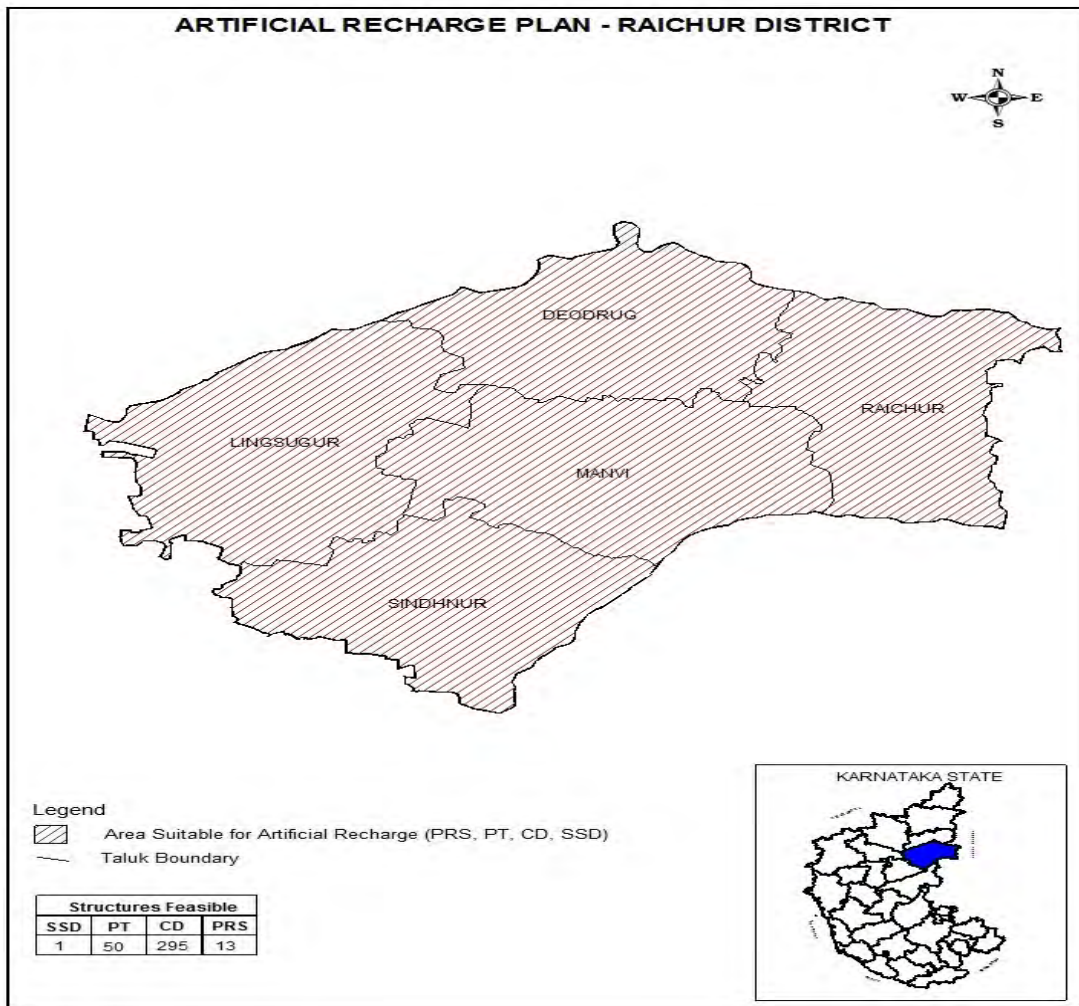 ARTIFICIAL RECHARGE PLAN - RAICHUR DISTRICT
N
W E
S
DEODRUG
RAICHUR
LINGSUGUR
MANVI
SINDHNUR
KARNATAKA STATE
Legend
Area Suitable for Artificial Recharge (PRS, PT, CD, SSD)
Taluk Boundary
Structures Feasible
SSD PT CD PRS
1 50 295 13